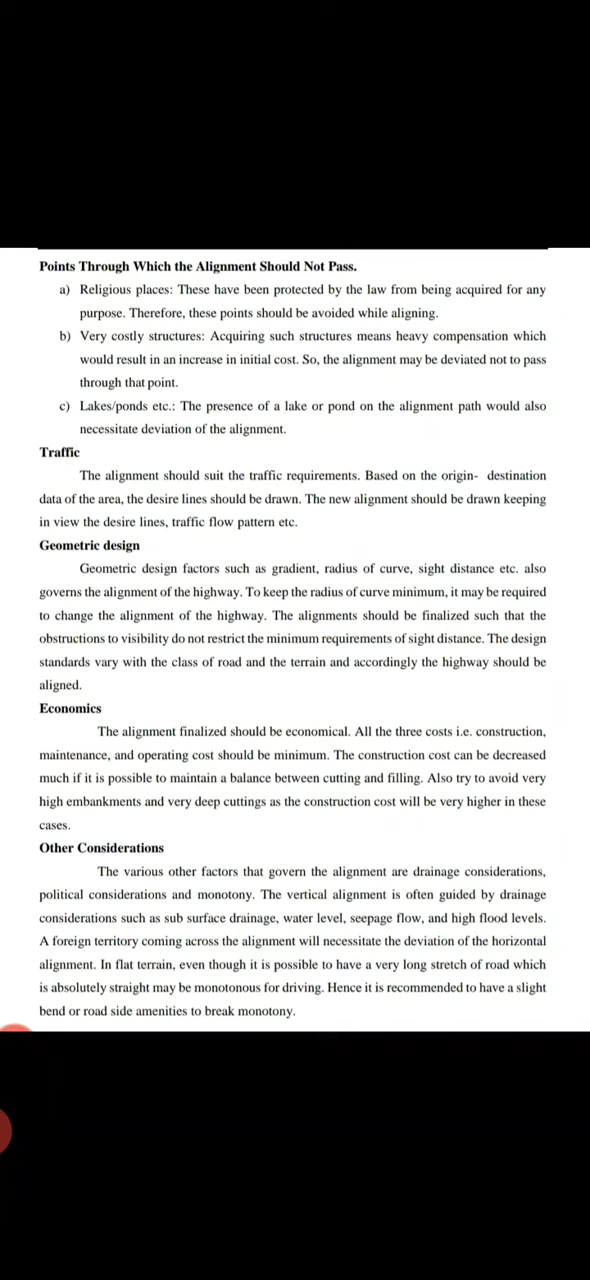 Points Through Which the Alignment Should Not Pass.
a) Religious places: These have been protected by the law from being acquired for any
purpose. Therefore, these points should be avoided while aligning.
b) Very costly structures: Acquiring such structures means heavy compensation which
would result in an increase in initial cost. So, the alignment may be deviated not to pass
through that point.
c) Lakes/ponds etc.: The presence of a lake or pond on the alignment path would also
necessitate deviation of the alignment.
Traffic
The alignment should suit the traffic requirements. Based on the origin- destination
data of the area, the desire lines should be drawn. The new alignment should be drawn keeping
in view the desire lines, traffic flow pattern etc.
Geometric design
Geometric design factors such as gradient, radius of curve, sight distance etc. also
governs the alignment of the highway. To keep the radius of curve minimum, it may be required
to change the alignment of the highway. The alignments should be finalized such that the
obstructions to visibility do not restrict the minimum requirements of sight distance. The design
standards vary with the class of road and the terrain and accordingly the highway should be
aligned.
Economics
The alignment finalized should be economical. All the three costs i.e. construction,
maintenance, and operating cost should be minimum. The construction cost can be decreased
much if it is possible to maintain a balance between cutting and filling. Also try to avoid very
high embankments and very deep cuttings as the construction cost will be very higher in these
cases.
Other Considerations
The various other factors that govern the alignment are drainage considerations,
political considerations and monotony. The vertical alignment is often guided by drainage
considerations such as sub surface drainage, water level, seepage flow, and high flood levels.
A foreign territory coming across the alignment will necessitate the deviation of the horizontal
alignment. In flat terrain, even though it is possible to have a very long stretch of road which
is absolutely straight may be monotonous for driving. Hence it is recommended to have a slight
bend or road side amenities to break monotony.